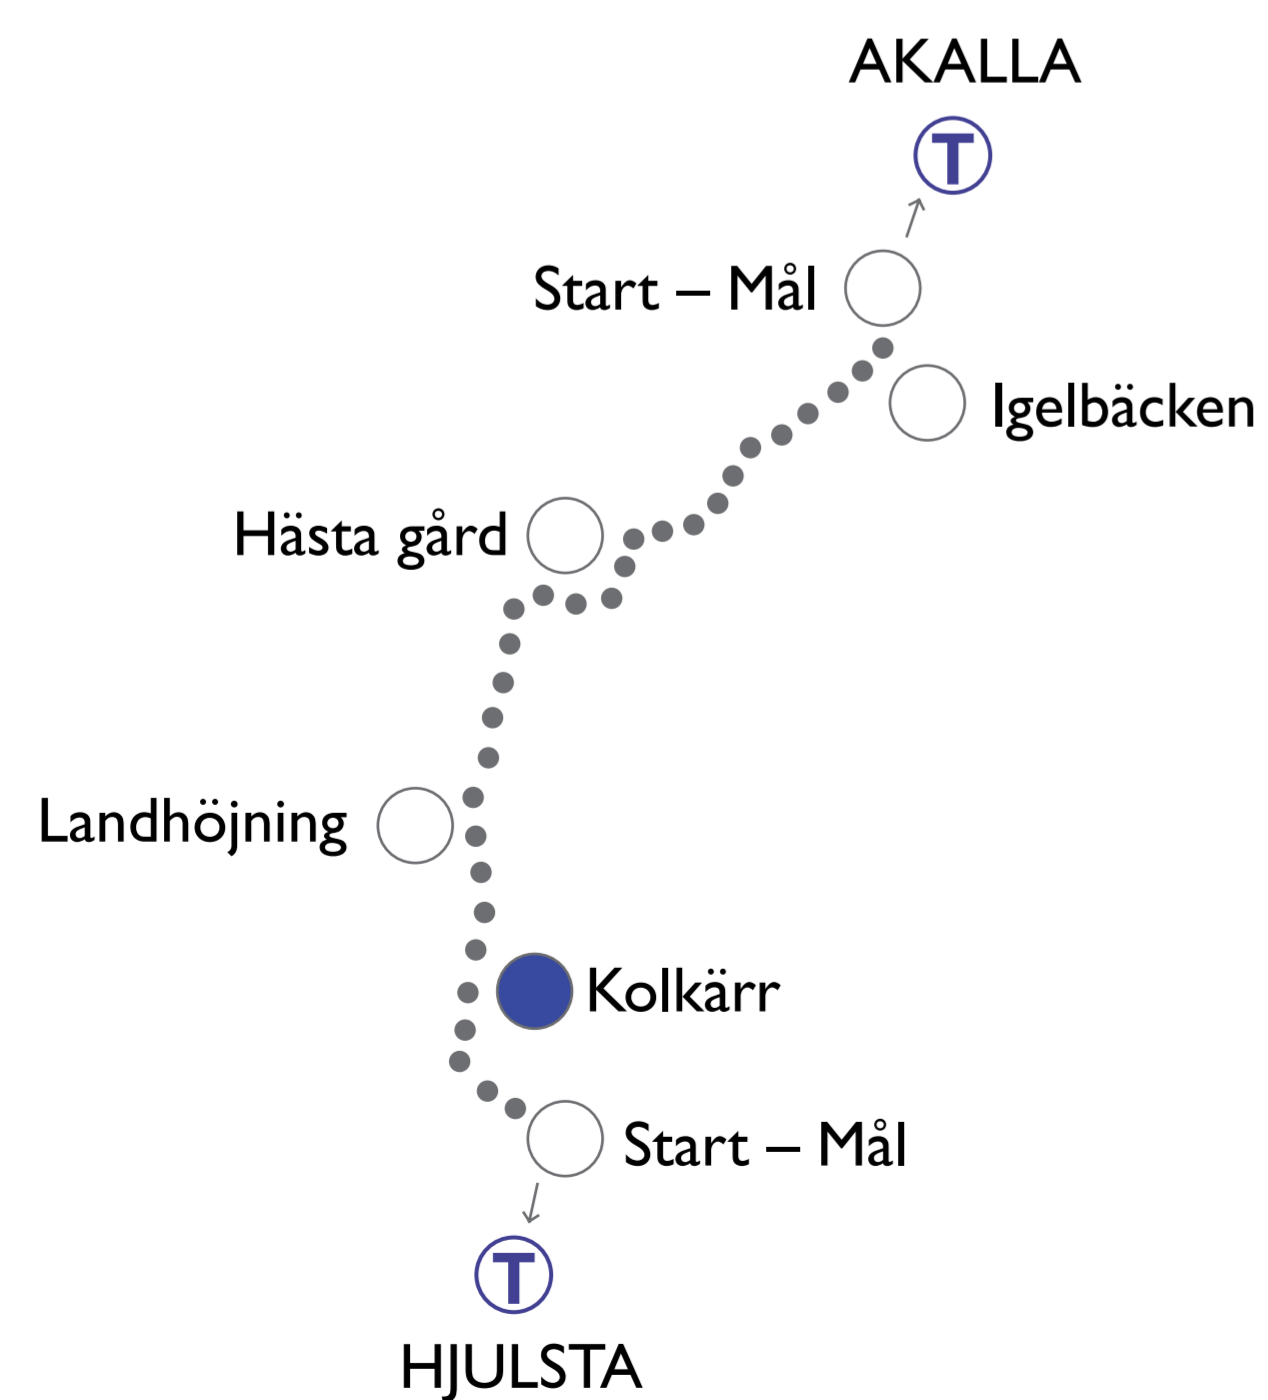 AKALLA
T
Start – Mål
Igelbäcken
Hästa gård
Landhöjning
Kolkärr
Start – Mål
T
HJULSTA